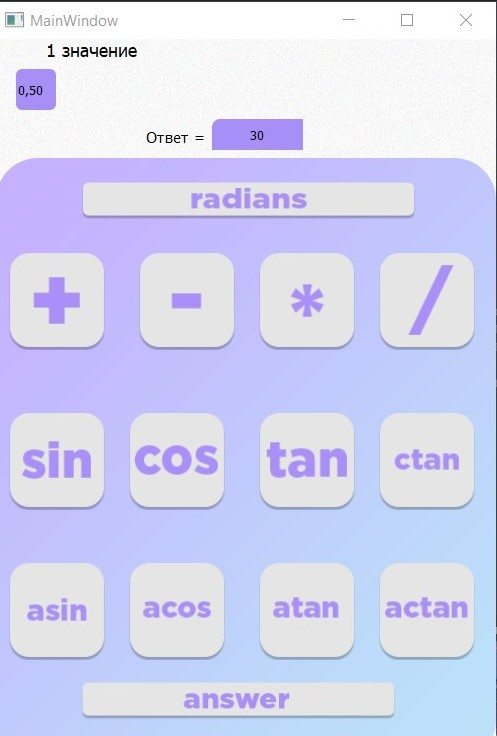 MainWindow
1 значение
0,50
Ответ = 30
radians
+ - * /
sin cos tan ctan
asin acos atan actan
answer